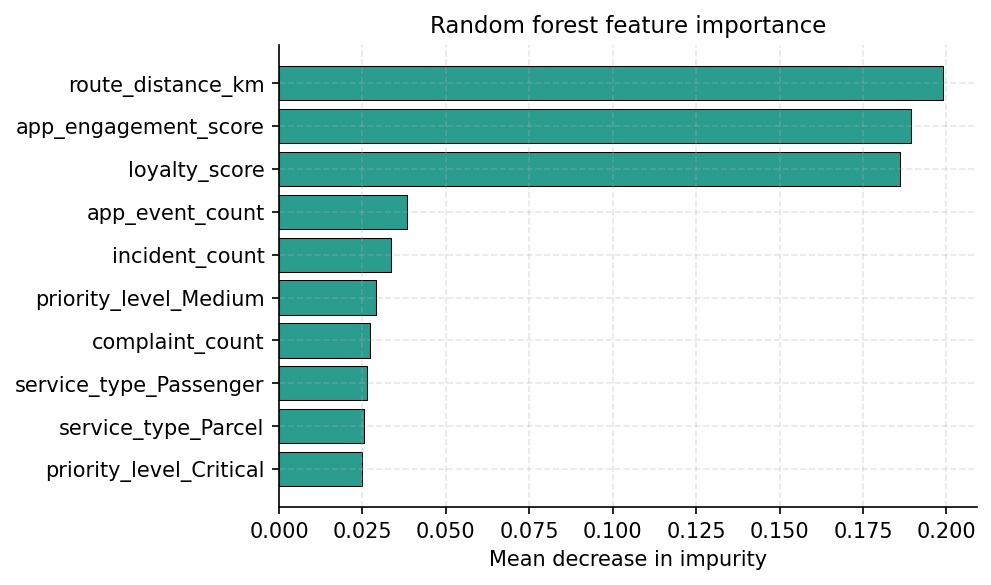 Random forest feature importance
route_distance_km
app_engagement_score
loyalty_score
app_event_count
incident_count
priority_level_Medium
complaint_count
service_type_Passenger
service_type_Parcel
priority_level_Critical
0.000 0.025 0.050 0.075 0.100 0.125 0.150 0.175 0.200
Mean decrease in impurity